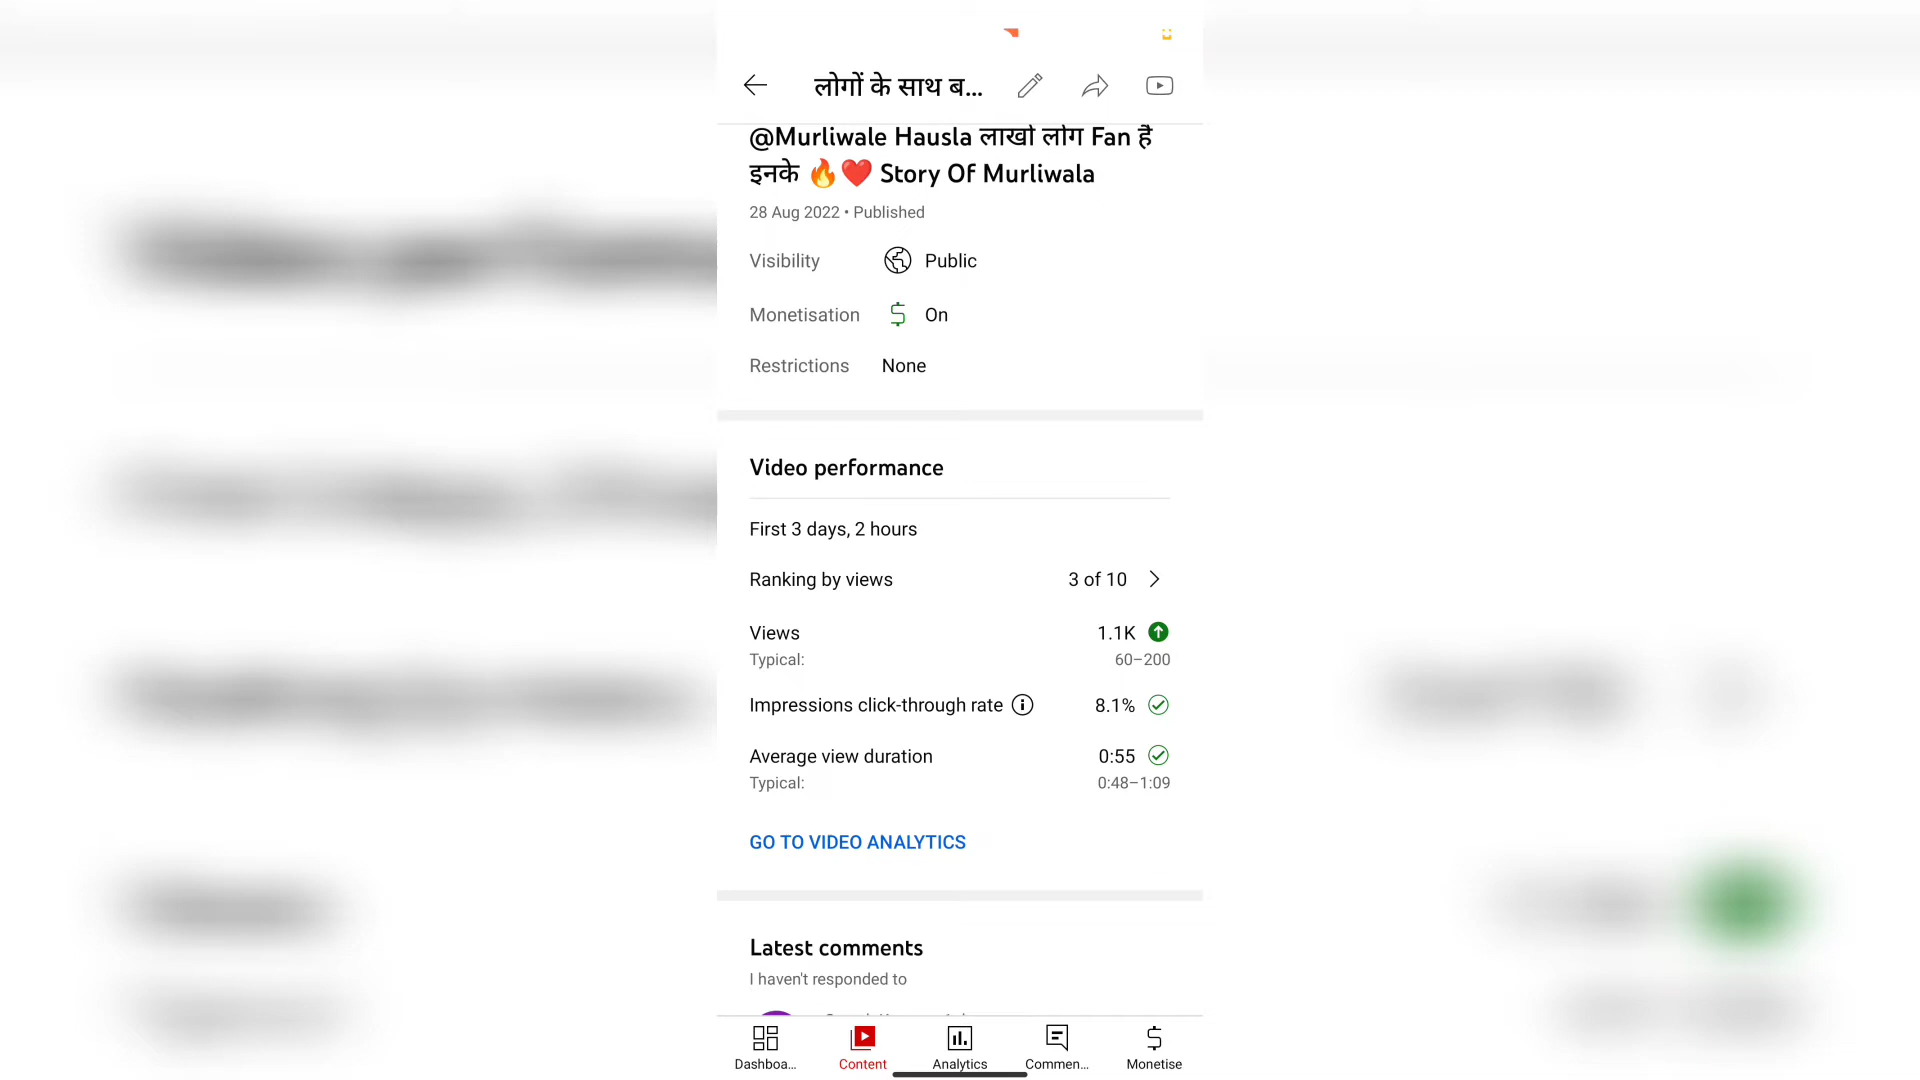 लोगों के साथ ब...
@Murliwale Hausla लाखों लोग Fan है
इनके 🔥❤️ Story Of Murliwala
28 Aug 2022 • Published
Visibility Public
Monetisation On
Restrictions None
Video performance
First 3 days, 2 hours
Ranking by views 3 of 10
Views 1.1K
Typical: 60–200
Impressions click-through rate 8.1%
Average view duration 0:55
Typical: 0:48–1:09
GO TO VIDEO ANALYTICS
Latest comments
I haven't responded to
Dashboa... Content Analytics Commen... Monetise